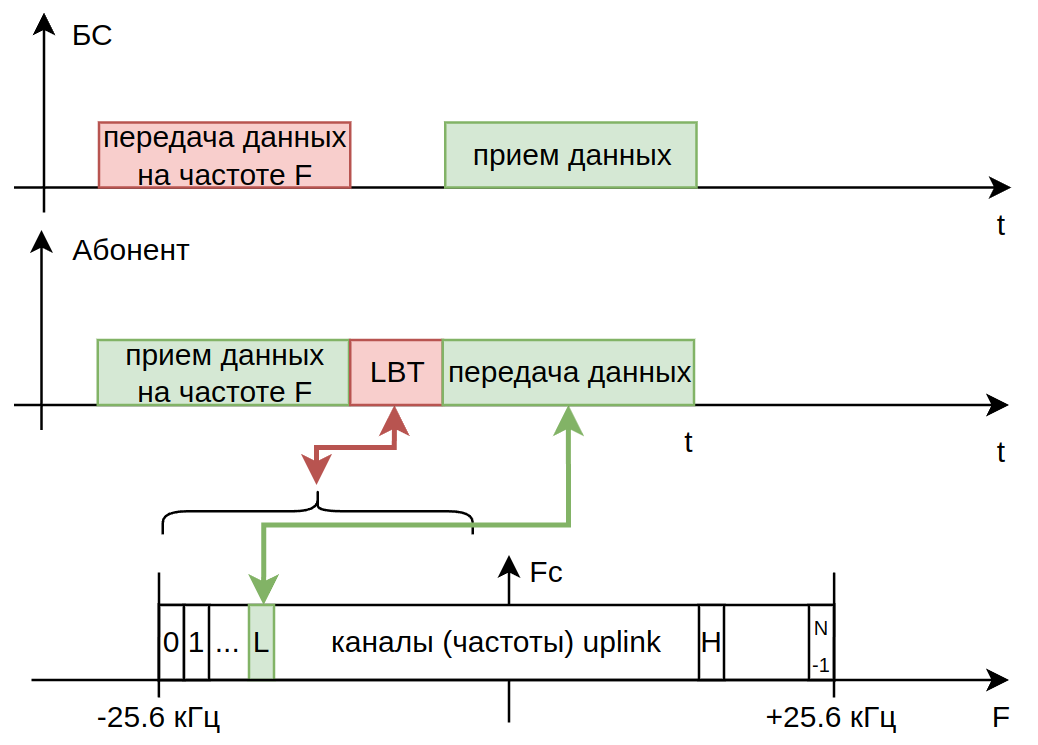 БС
передача данных
на частоте F
прием данных
t
Абонент
прием данных
на частоте F
LBT
передача данных
t
t
Fc
0
1
...
L
каналы (частоты) uplink
H
N
-1
-25.6 кГц
+25.6 кГц
F